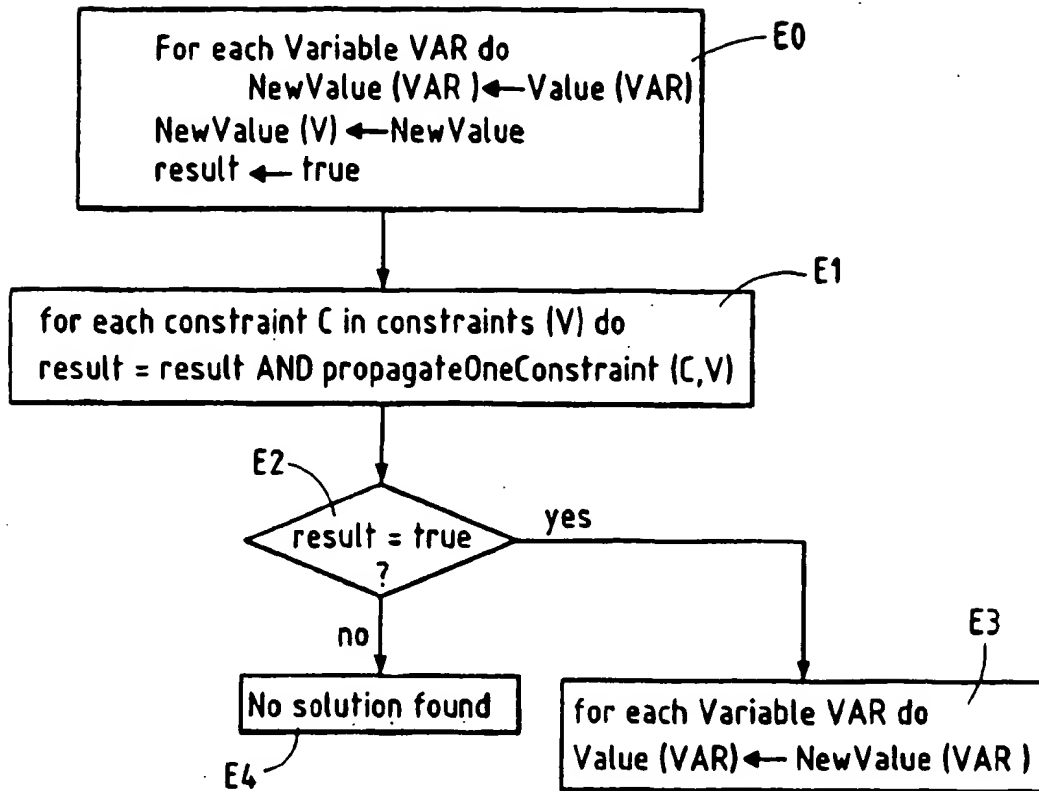 For each Variable VAR do
NewValue (VAR ) ← Value (VAR)
NewValue (V) ← NewValue
result ← true
E0
E1
for each constraint C in constraints (V) do
result = result AND propagateOneConstraint (C,V)
E2
result = true
?
yes
no
E3
No solution found
E4
for each Variable VAR do
Value (VAR) ← NewValue (VAR )